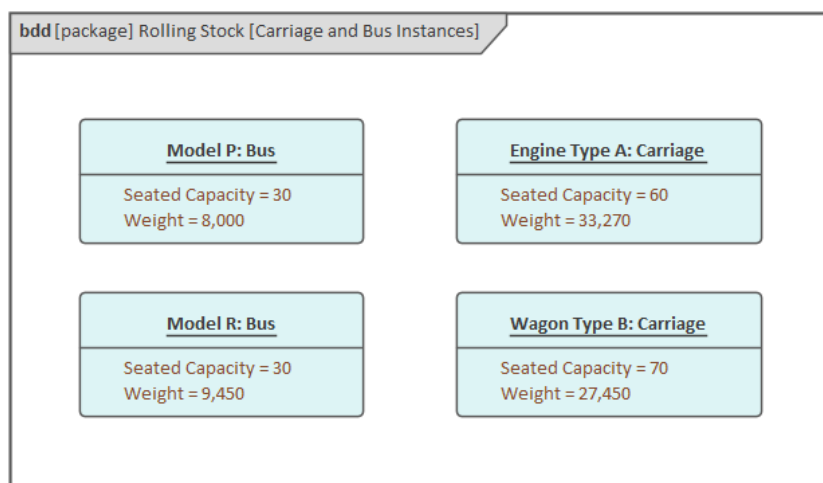 bdd [package] Rolling Stock [Carriage and Bus Instances]
Model P: Bus
Seated Capacity = 30
Weight = 8,000
Engine Type A: Carriage
Seated Capacity = 60
Weight = 33,270
Model R: Bus
Seated Capacity = 30
Weight = 9,450
Wagon Type B: Carriage
Seated Capacity = 70
Weight = 27,450